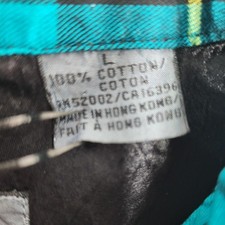 L
100% COTTON/
COTON
RN52002/CA16396
MADE IN HONG KONG/
FAIT À HONG KONG